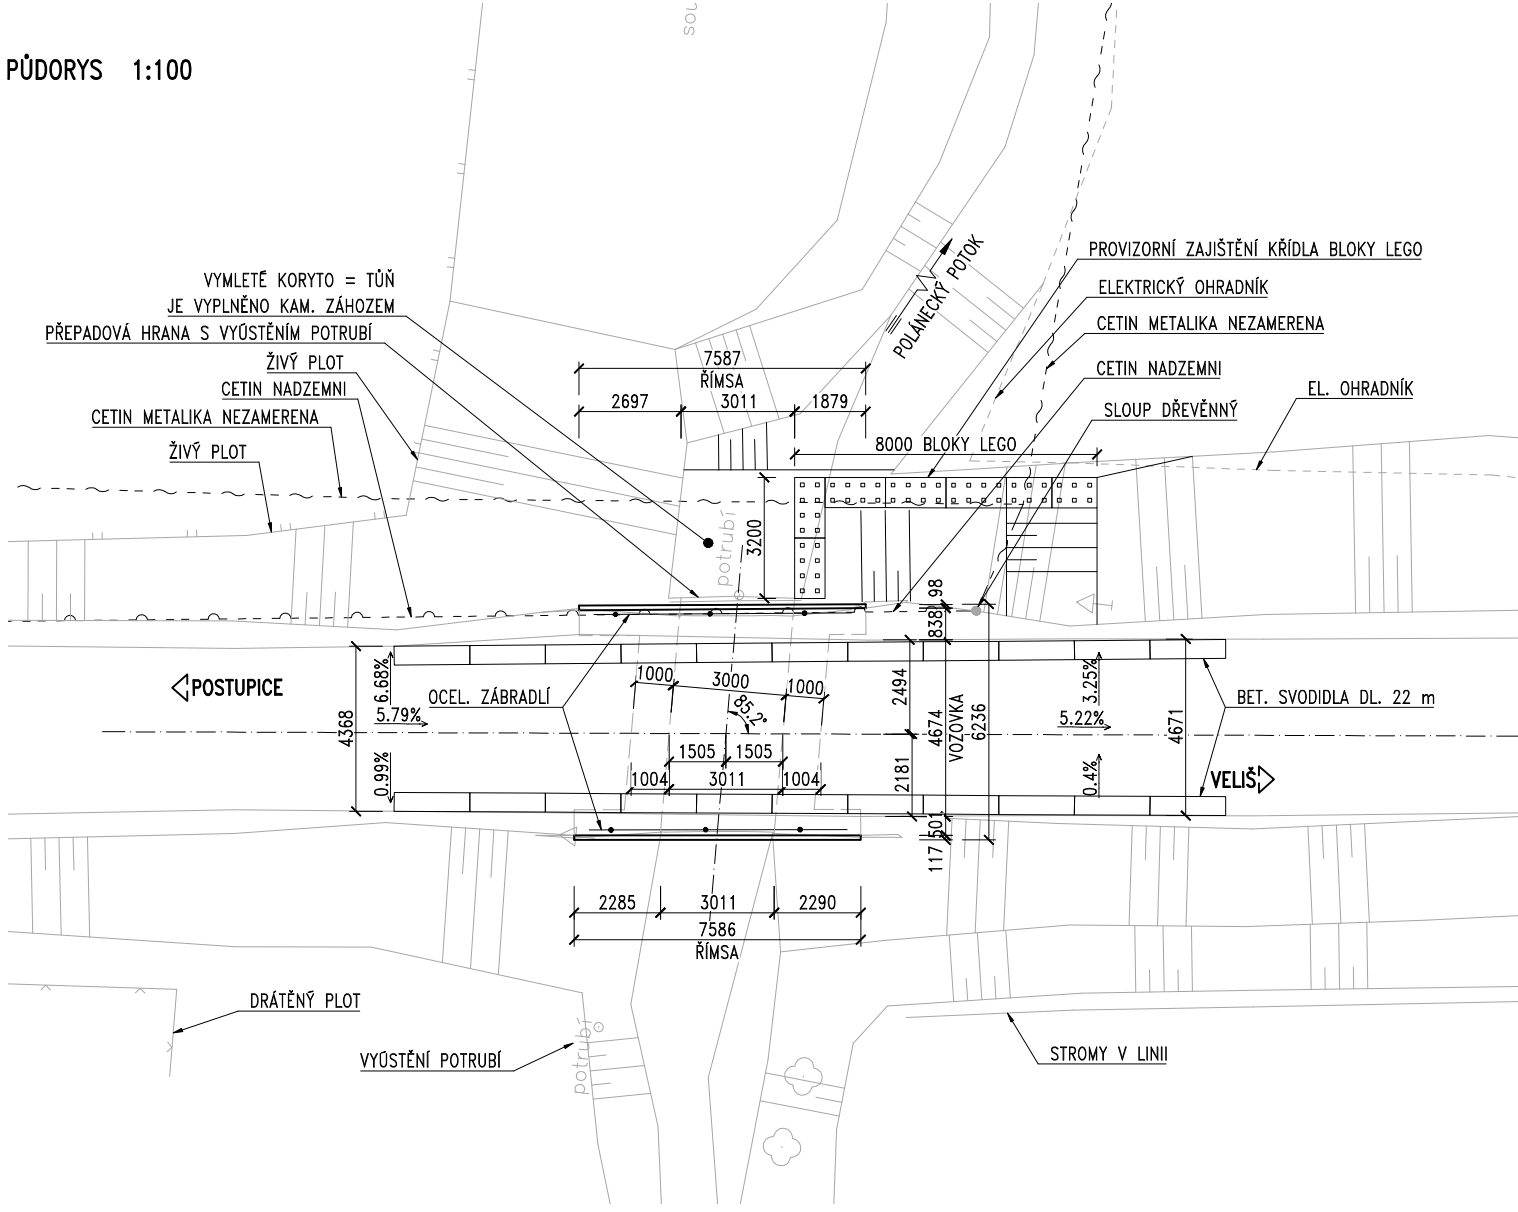 sou
PŮDORYS 1:100
VYMLETÉ KORYTO = TŮŇ
JE VYPLNĚNO KAM. ZÁHOZEM
PŘEPADOVÁ HRANA S VYÚSTĚNÍM POTRUBÍ
ŽIVÝ PLOT
CETIN NADZEMNI
CETIN METALIKA NEZAMERENA
ŽIVÝ PLOT
POLÁNECKÝ POTOK
PROVIZORNÍ ZAJIŠTĚNÍ KŘÍDLA BLOKY LEGO
ELEKTRICKÝ OHRADNÍK
CETIN METALIKA NEZAMERENA
CETIN NADZEMNI
EL. OHRADNÍK
SLOUP DŘEVĚNNÝ
7587
ŘÍMSA
2697
3011
1879
8000 BLOKY LEGO
potrubí
3200
98
838
POSTUPICE
OCEL. ZÁBRADLÍ
4368
6.68%
5.79%
0.99%
1000
3000
1000
85.2°
1505
1505
1004
3011
1004
2494
2181
4674
VOZOVKA
6236
3.25%
5.22%
0.4%
4671
BET. SVODIDLA DL. 22 m
VELIŠ
501
117
2285
3011
2290
7586
ŘÍMSA
DRÁTĚNÝ PLOT
VYÚSTĚNÍ POTRUBÍ
potrubí
STROMY V LINII